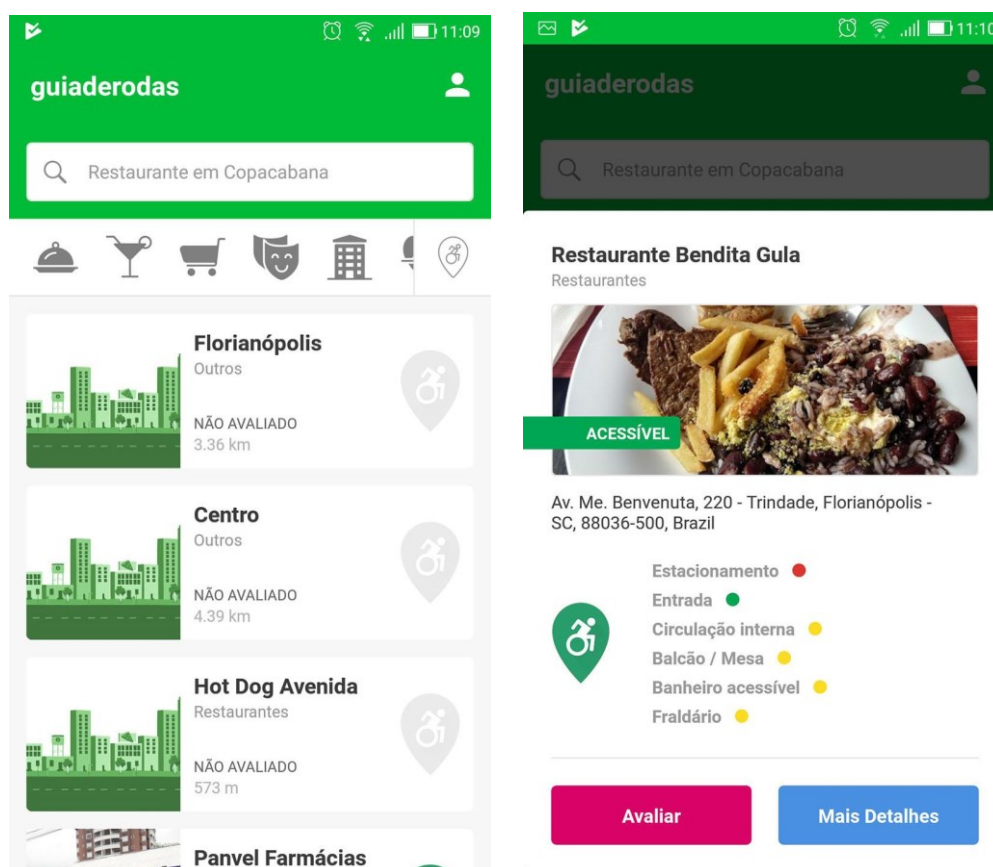 11:09
guiaderodas
Restaurante em Copacabana
Florianópolis
Outros
NÃO AVALIADO
3.36 km
Centro
Outros
NÃO AVALIADO
4.39 km
Hot Dog Avenida
Restaurantes
NÃO AVALIADO
573 m
Panvel Farmácias
11:10
guiaderodas
Restaurante em Copacabana
Restaurante Bendita Gula
Restaurantes
ACESSÍVEL
Av. Me. Benvenuta, 220 - Trindade, Florianópolis -
SC, 88036-500, Brazil
Estacionamento
Entrada
Circulação interna
Balcão / Mesa
Banheiro acessível
Fraldário
Avaliar
Mais Detalhes